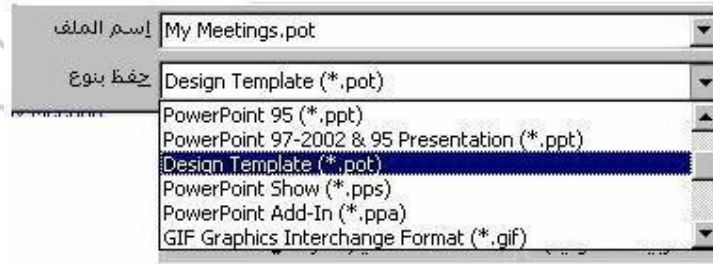 إسم الملف My Meetings.pot
حفظ بنوع Design Template (*.pot)
PowerPoint 95 (*.ppt)
PowerPoint 97-2002 & 95 Presentation (*.ppt)
Design Template (*.pot)
PowerPoint Show (*.pps)
PowerPoint Add-In (*.ppa)
GIF Graphics Interchange Format (*.gif)